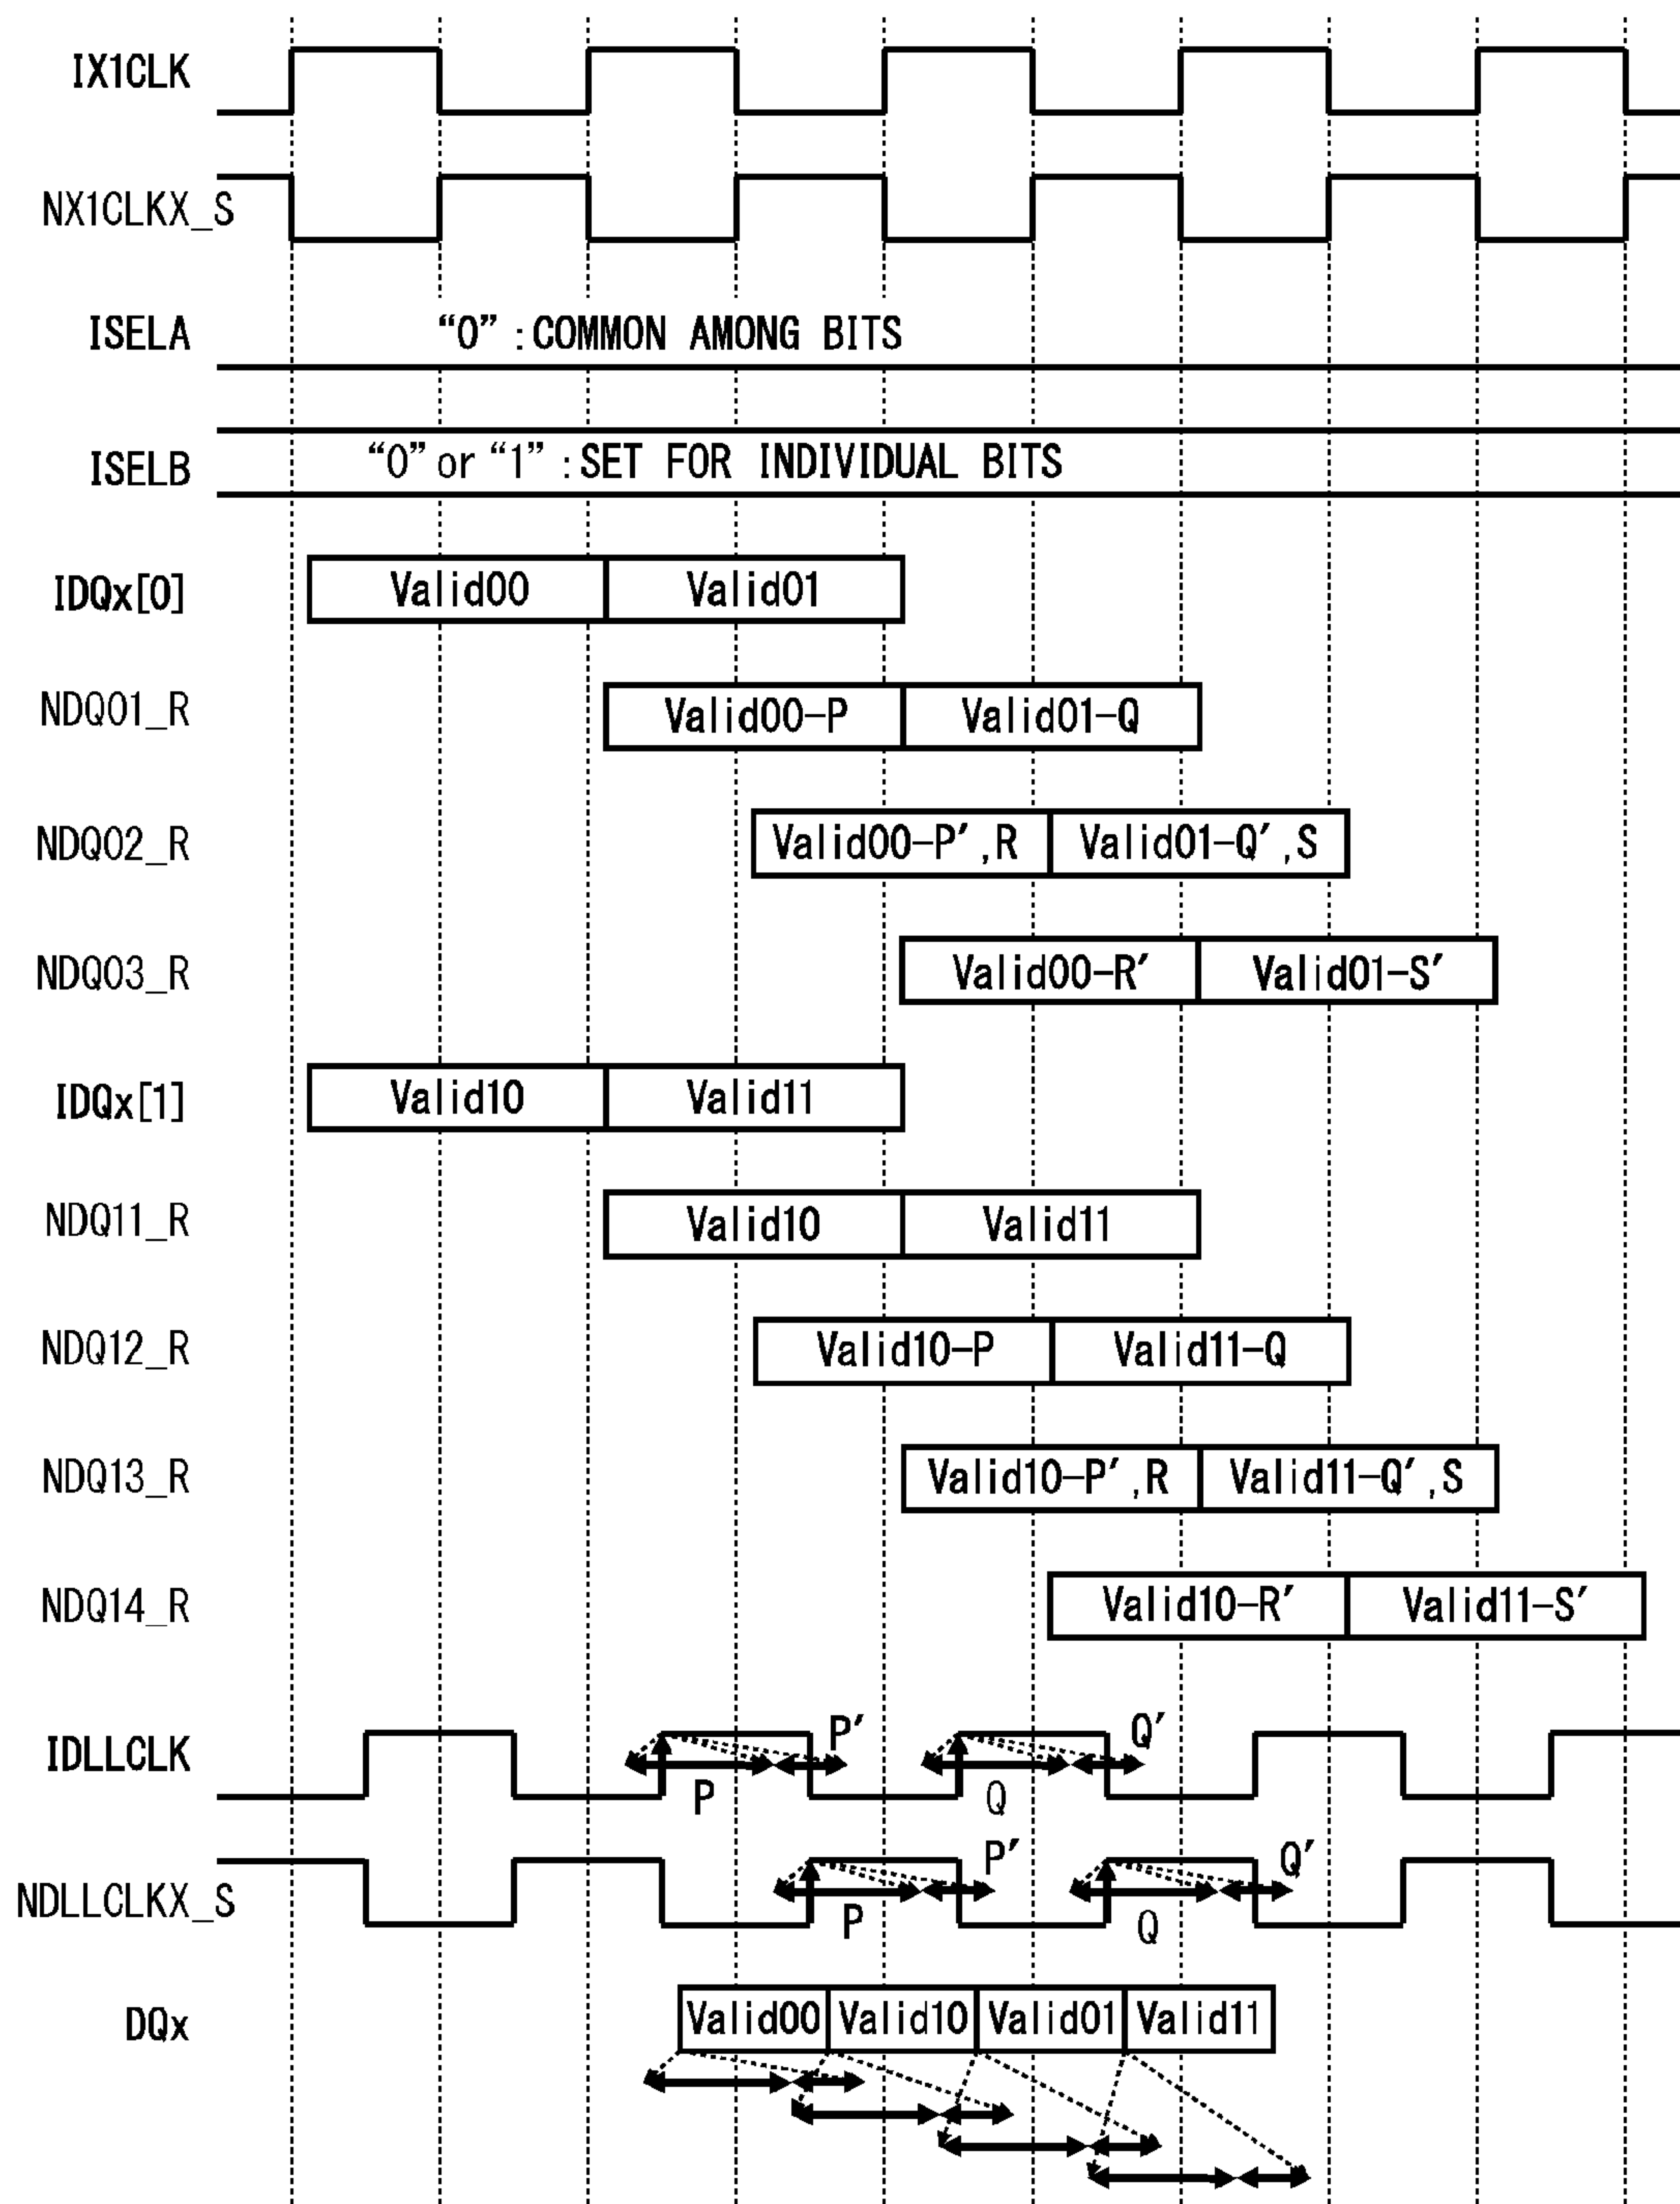 IX1CLK
NX1CLKX_S
ISELA “0” :COMMON AMONG BITS
ISELB “0” or “1” :SET FOR INDIVIDUAL BITS
IDQx[0] Valid00 Valid01
NDQ01_R Valid00-P Valid01-Q
NDQ02_R Valid00-P′,R Valid01-Q′,S
NDQ03_R Valid00-R′ Valid01-S′
IDQx[1] Valid10 Valid11
NDQ11_R Valid10 Valid11
NDQ12_R Valid10-P Valid11-Q
NDQ13_R Valid10-P′,R Valid11-Q′,S
NDQ14_R Valid10-R′ Valid11-S′
P′ Q′
IDLLCLK
P Q
P′ Q′
NDLLCLKX_S
P Q
DQx Valid00 Valid10 Valid01 Valid11